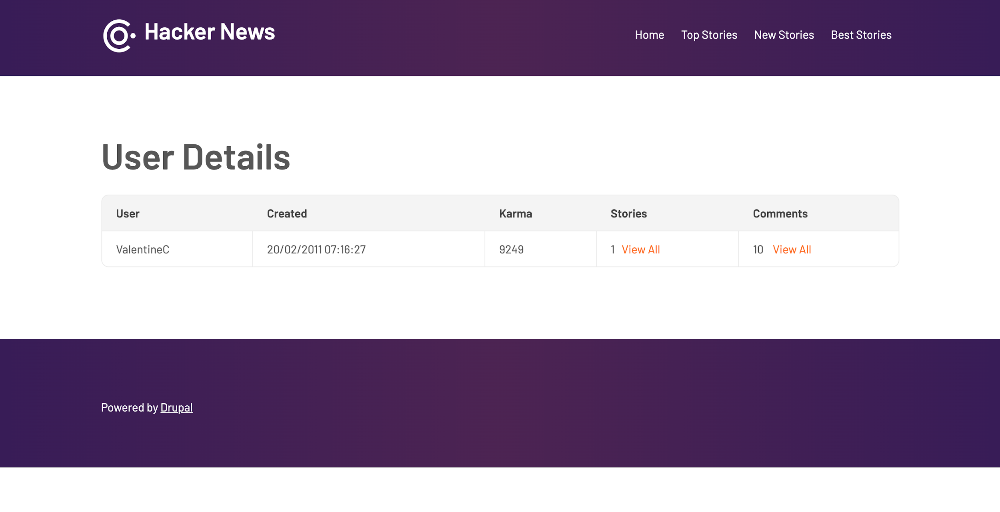 Hacker News
Home Top Stories New Stories Best Stories
User Details
User Created Karma Stories Comments
ValentineC 20/02/2011 07:16:27 9249 1 View All 10 View All
Powered by Drupal